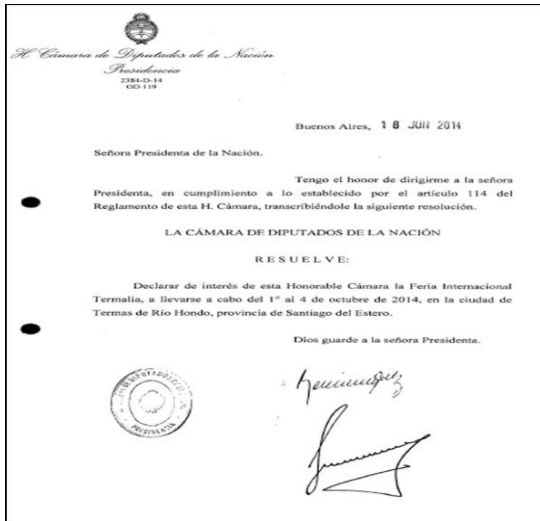 H. Cámara de Diputados de la Nación
Presidencia
2384-D-14
OD 119
Buenos Aires, 18 JUN 2014
Señora Presidenta de la Nación.
Tengo el honor de dirigirme a la señora
Presidenta, en cumplimiento a lo establecido por el artículo 114 del
Reglamento de esta H. Cámara, transcribiéndole la siguiente resolución.
LA CÁMARA DE DIPUTADOS DE LA NACIÓN
RESUELVE:
Declarar de interés de esta Honorable Cámara la Feria Internacional
Termalia, a llevarse a cabo del 1° al 4 de octubre de 2014, en la ciudad de
Termas de Río Hondo, provincia de Santiago del Estero.
Dios guarde a la señora Presidenta.
PRESIDENCIA